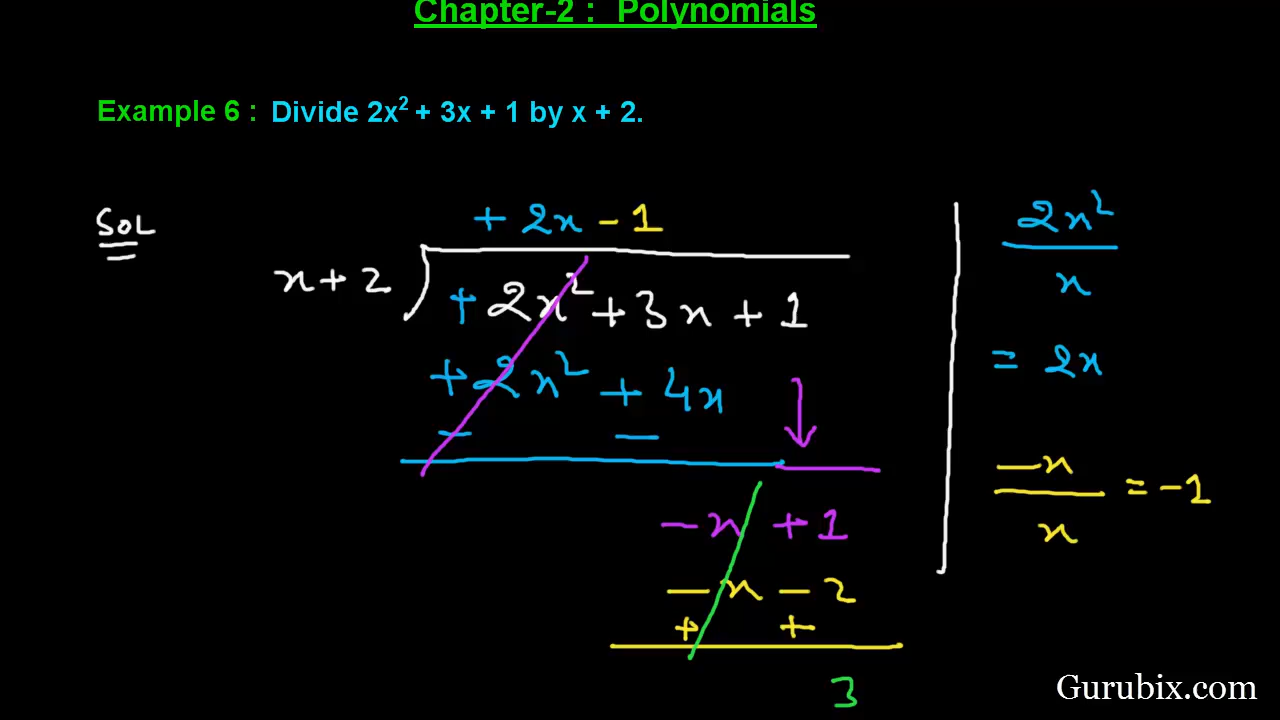 Chapter-2 : Polynomials
Example 6 : Divide 2x² + 3x + 1 by x + 2.
SOL
+ 2x - 1
x + 2 ) + 2x² + 3x + 1
+ 2x² + 4x
- -
- x + 1
- x - 2
+ +
3
2x²
x
= 2x
-x
x
= -1
Gurubix.com